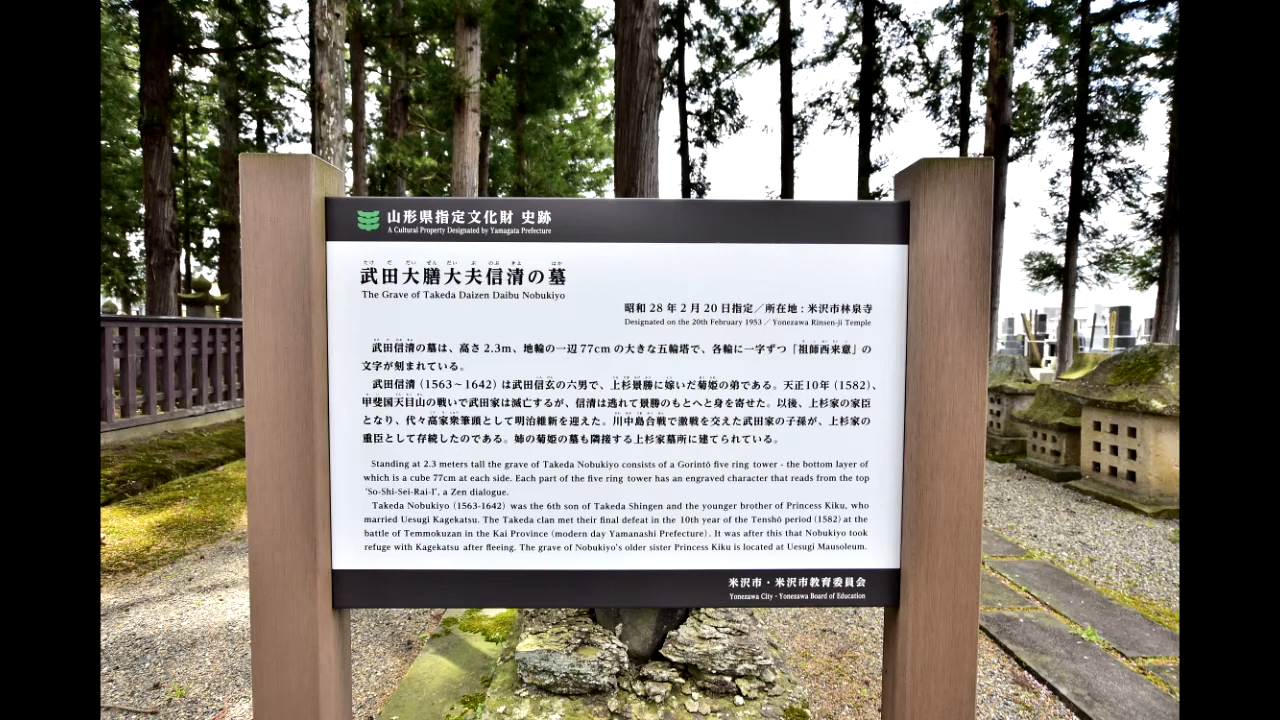 山形県指定文化財 史跡
A Cultural Property Designated by Yamagata Prefecture
たけ だ だい ぜん だい ぶ のぶ きよ はか
武田大膳大夫信清の墓
The Grave of Takeda Daizen Daibu Nobukiyo
昭和28年2月20日指定／所在地：米沢市林泉寺
Designated on the 20th February 1953 / Yonezawa Rinsen-ji Temple
武田信清の墓は、高さ2.3m、地輪の一辺77cmの大きな五輪塔で、各輪に一字ずつ「祖師西来意」の
文字が刻まれている。
武田信清（1563～1642）は武田信玄の六男で、上杉景勝に嫁いだ菊姫の弟である。天正10年（1582）、
甲斐国天目山の戦いで武田家は滅亡するが、信清は逃れて景勝のもとへと身を寄せた。以後、上杉家の家臣
となり、代々高家衆筆頭として明治維新を迎えた。川中島合戦で激戦を交えた武田家の子孫が、上杉家の
重臣として存続したのである。姉の菊姫の墓も隣接する上杉家墓所に建てられている。
Standing at 2.3 meters tall the grave of Takeda Nobukiyo consists of a Gorintō five ring tower - the bottom layer of
which is a cube 77cm at each side. Each part of the five ring tower has an engraved character that reads from the top
'So-Shi-Sei-Rai-I', a Zen dialogue.
Takeda Nobukiyo (1563-1642) was the 6th son of Takeda Shingen and the younger brother of Princess Kiku, who
married Uesugi Kagekatsu. The Takeda clan met their final defeat in the 10th year of the Tenshō period (1582) at the
battle of Temmokuzan in the Kai Province (modern day Yamanashi Prefecture). It was after this that Nobukiyo took
refuge with Kagekatsu after fleeing. The grave of Nobukiyo's older sister Princess Kiku is located at Uesugi Mausoleum.
米沢市・米沢市教育委員会
Yonezawa City・Yonezawa Board of Education